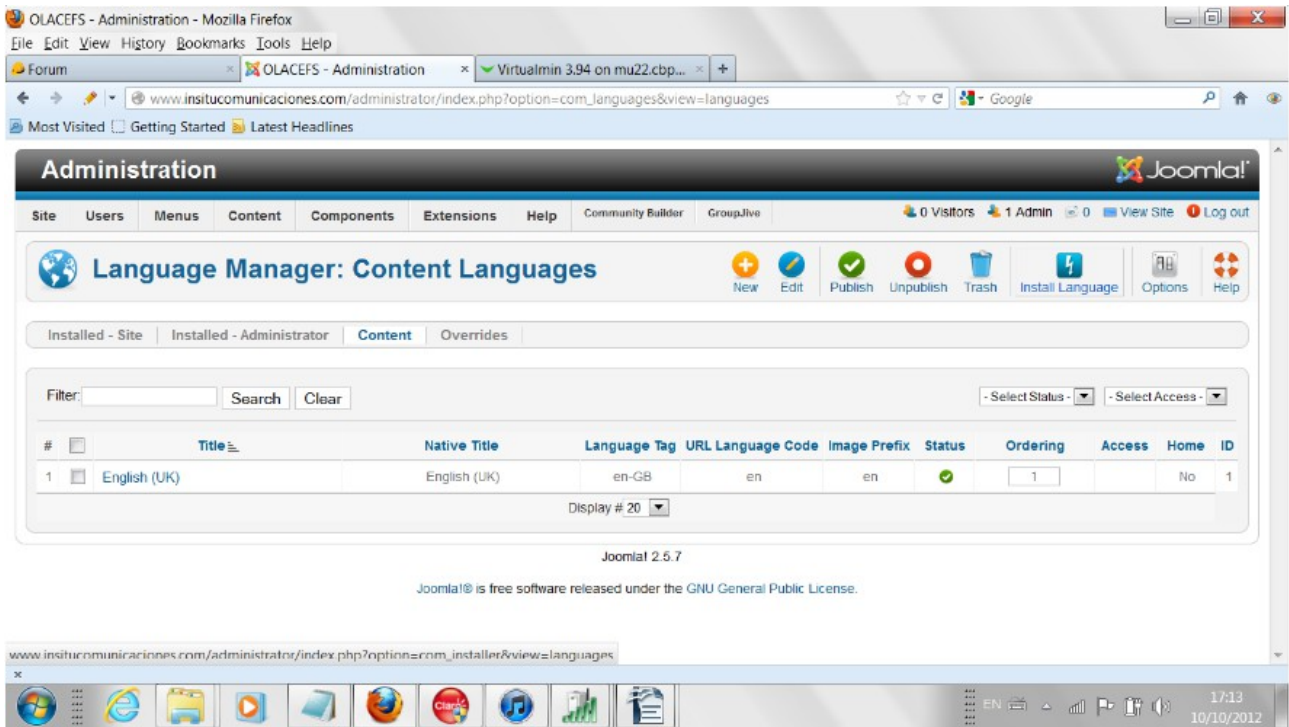 OLACEFS - Administration - Mozilla Firefox
File Edit View History Bookmarks Tools Help
Forum × OLACEFS - Administration × Virtualmin 3.94 on mu22.cbp... × +
www.insitucomunicaciones.com/administrator/index.php?option=com_languages&view=languages Google
Most Visited Getting Started Latest Headlines
Administration Joomla!
Site Users Menus Content Components Extensions Help Community Builder GroupJive 0 Visitors 1 Admin 0 View Site Log out
Language Manager: Content Languages
New Edit Publish Unpublish Trash Install Language Options Help
Installed - Site Installed - Administrator Content Overrides
Filter: Search Clear - Select Status - - Select Access -
# Title Native Title Language Tag URL Language Code Image Prefix Status Ordering Access Home ID
1 English (UK) English (UK) en-GB en en 1 No 1
Display # 20
Joomla! 2.5.7
Joomla!® is free software released under the GNU General Public License.
www.insitucomunicaciones.com/administrator/index.php?option=com_installer&view=languages
×
Claro EN 17:13
10/10/2012